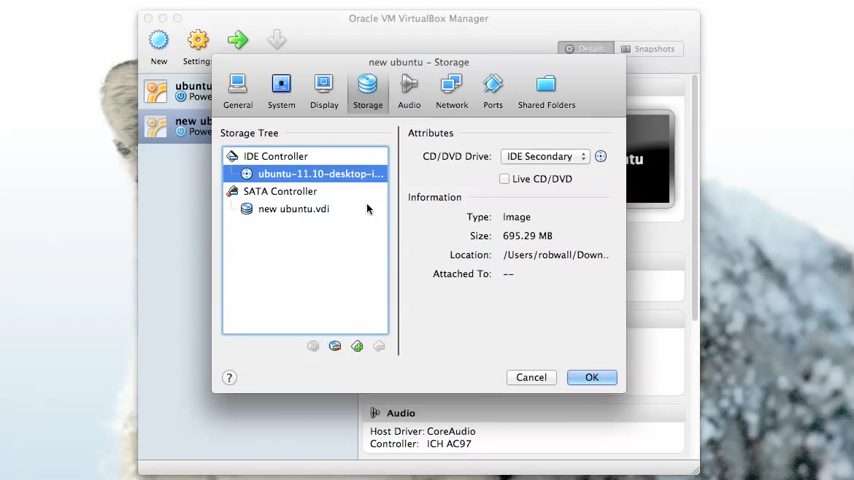 Oracle VM VirtualBox Manager
New
Settings
Details
Snapshots
ubuntu
Powe
new ub
Powe
new ubuntu – Storage
General
System
Display
Storage
Audio
Network
Ports
Shared Folders
Storage Tree
IDE Controller
ubuntu-11.10-desktop-i...
SATA Controller
new ubuntu.vdi
Attributes
CD/DVD Drive: IDE Secondary
Live CD/DVD
Information
Type: Image
Size: 695.29 MB
Location: /Users/robwall/Down..
Attached To: --
?
Cancel
OK
Audio
Host Driver: CoreAudio
Controller: ICH AC97